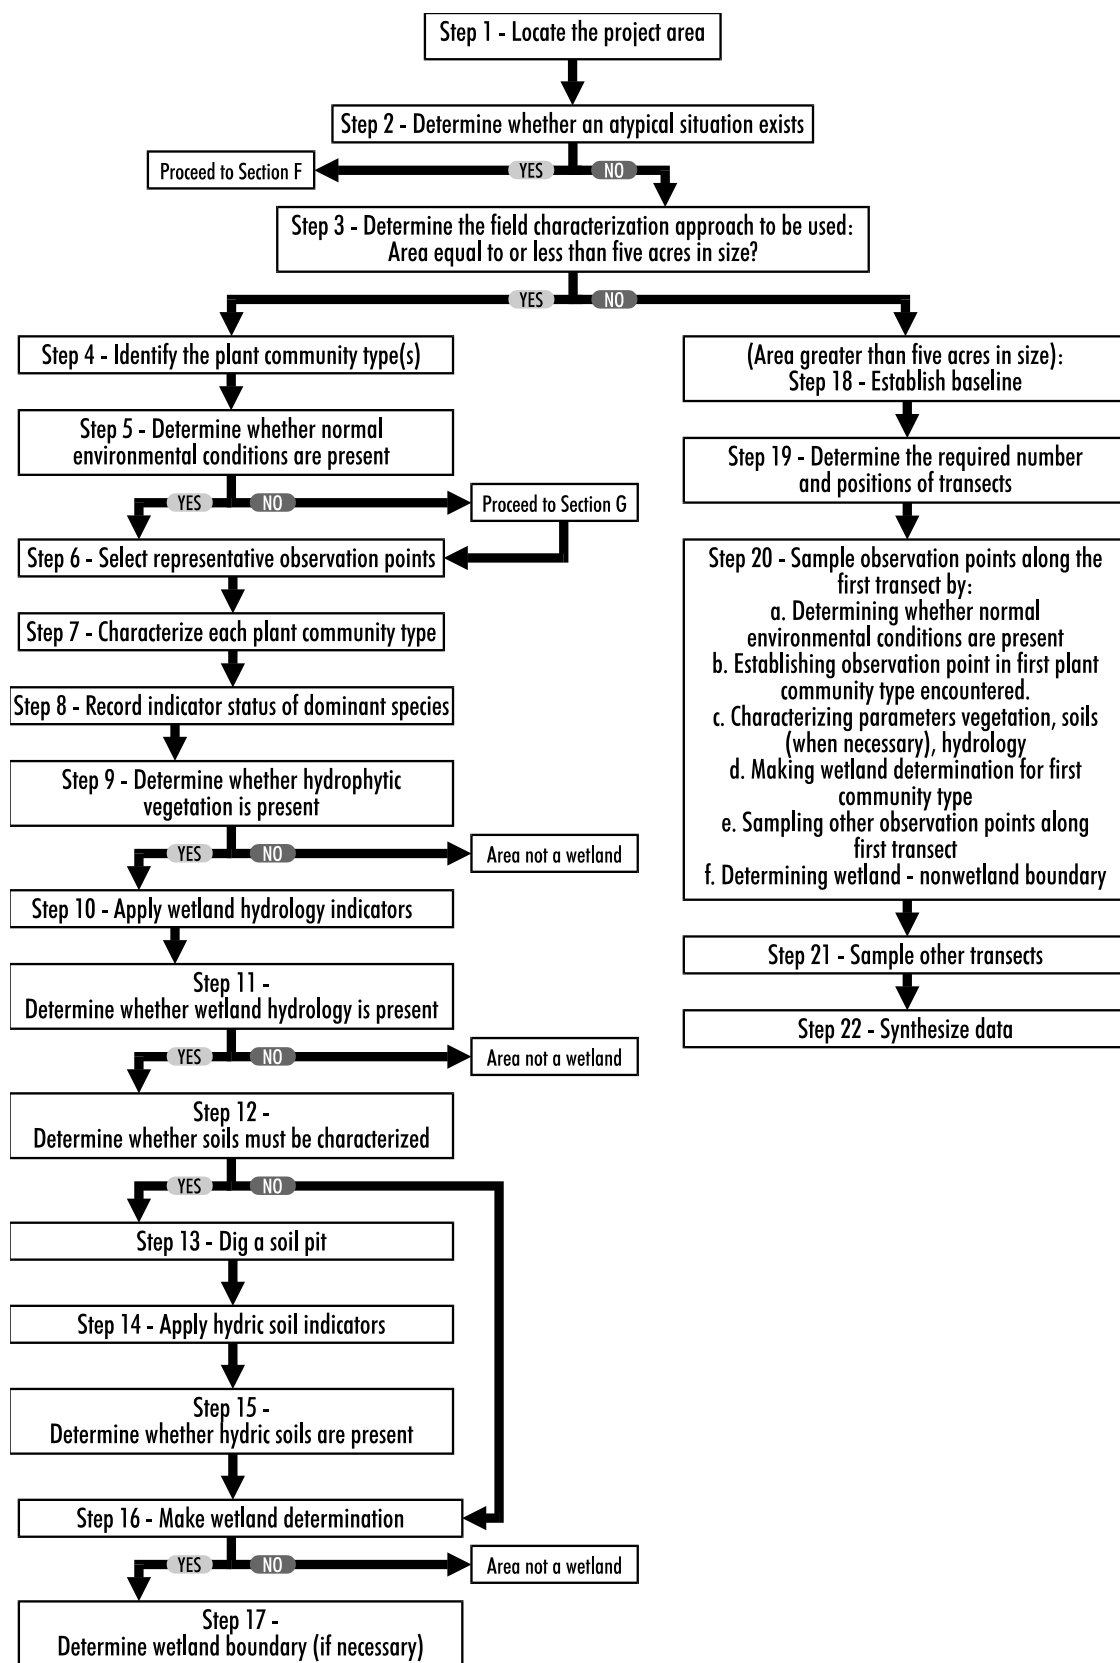 Step 1 - Locate the project area
Step 2 - Determine whether an atypical situation exists
YES
NO
Proceed to Section F
Step 3 - Determine the field characterization approach to be used:
Area equal to or less than five acres in size?
YES
NO
Step 4 - Identify the plant community type(s)
Step 5 - Determine whether normal
environmental conditions are present
YES
NO
Proceed to Section G
Step 6 - Select representative observation points
Step 7 - Characterize each plant community type
Step 8 - Record indicator status of dominant species
Step 9 - Determine whether hydrophytic
vegetation is present
YES
NO
Area not a wetland
Step 10 - Apply wetland hydrology indicators
Step 11 -
Determine whether wetland hydrology is present
YES
NO
Area not a wetland
Step 12 -
Determine whether soils must be characterized
YES
NO
Step 13 - Dig a soil pit
Step 14 - Apply hydric soil indicators
Step 15 -
Determine whether hydric soils are present
Step 16 - Make wetland determination
YES
NO
Area not a wetland
Step 17 -
Determine wetland boundary (if necessary)
(Area greater than five acres in size):
Step 18 - Establish baseline
Step 19 - Determine the required number
and positions of transects
Step 20 - Sample observation points along the
first transect by:
a. Determining whether normal
environmental conditions are present
b. Establishing observation point in first plant
community type encountered.
c. Characterizing parameters vegetation, soils
(when necessary), hydrology
d. Making wetland determination for first
community type
e. Sampling other observation points along
first transect
f. Determining wetland - nonwetland boundary
Step 21 - Sample other transects
Step 22 - Synthesize data